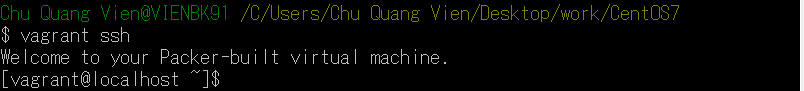 Chu Quang Vien@VIENBK91 /C/Users/Chu Quang Vien/Desktop/work/CentOS7
$ vagrant ssh
Welcome to your Packer-built virtual machine.
[vagrant@localhost ~]$